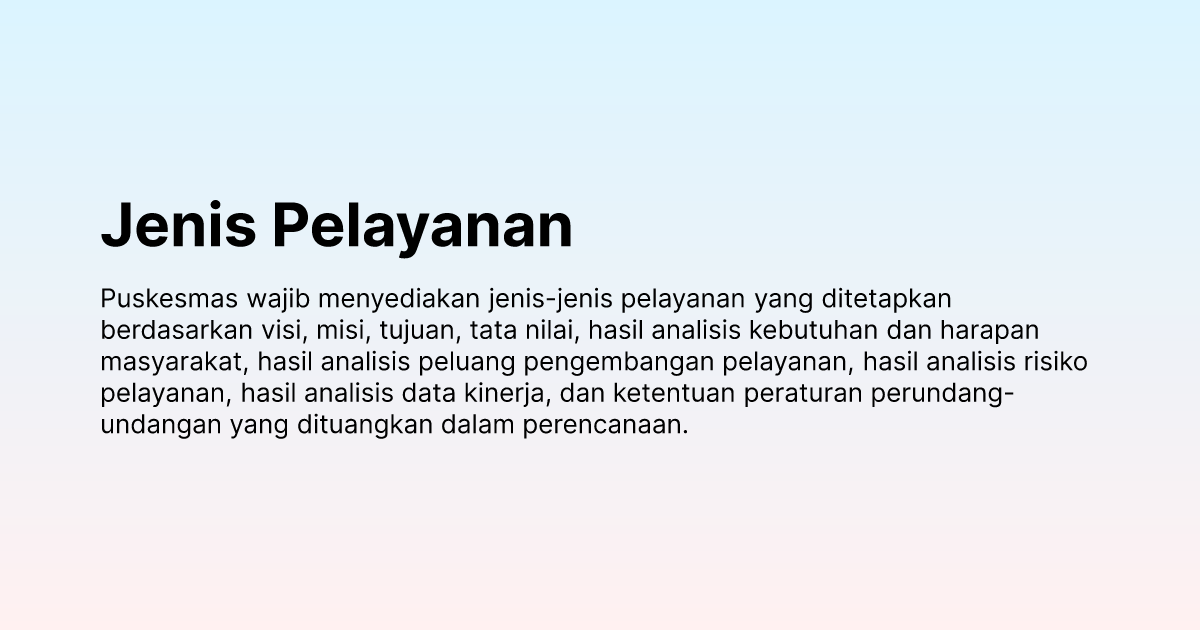 Jenis Pelayanan
Puskesmas wajib menyediakan jenis-jenis pelayanan yang ditetapkan
berdasarkan visi, misi, tujuan, tata nilai, hasil analisis kebutuhan dan harapan
masyarakat, hasil analisis peluang pengembangan pelayanan, hasil analisis risiko
pelayanan, hasil analisis data kinerja, dan ketentuan peraturan perundang-
undangan yang dituangkan dalam perencanaan.